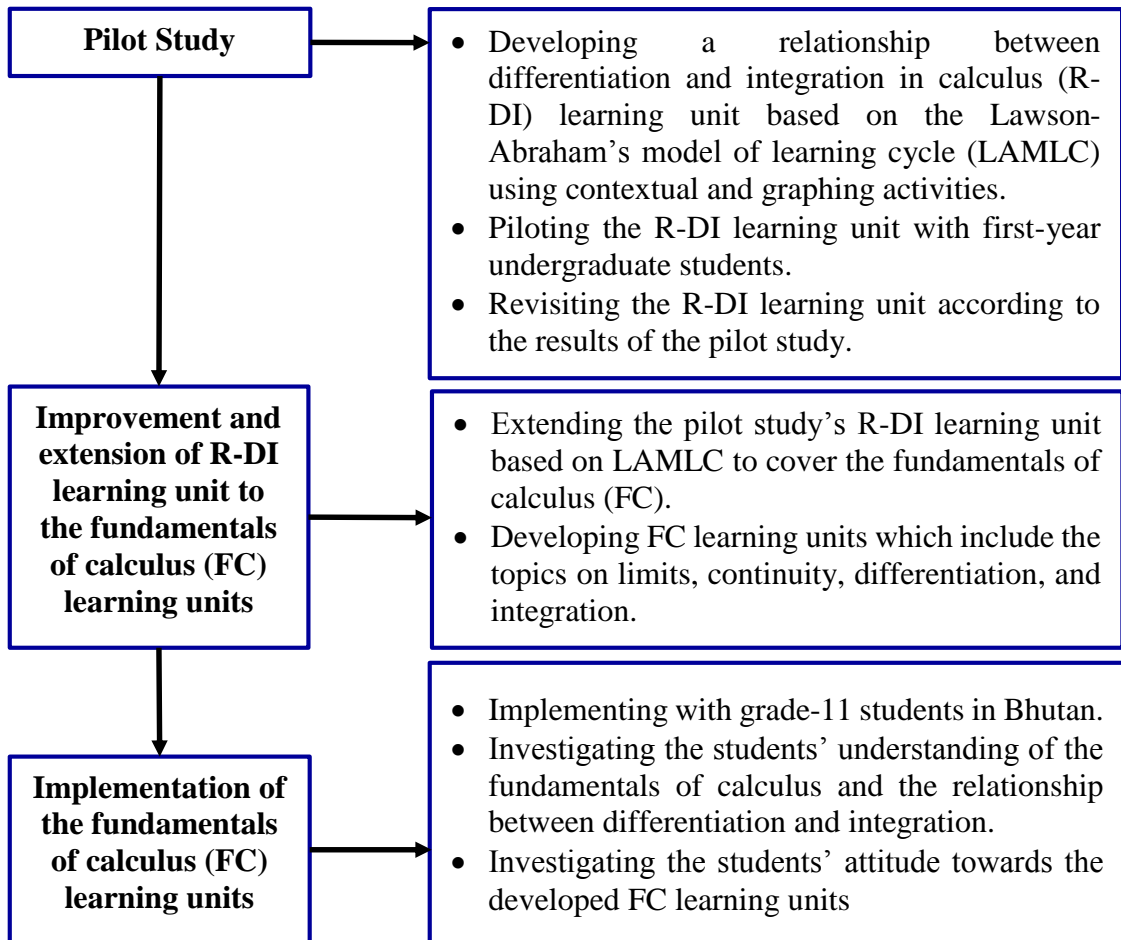 Pilot Study
• Developing a relationship between
differentiation and integration in calculus (R-
DI) learning unit based on the Lawson-
Abraham’s model of learning cycle (LAMLC)
using contextual and graphing activities.
• Piloting the R-DI learning unit with first-year
undergraduate students.
• Revisiting the R-DI learning unit according to
the results of the pilot study.
Improvement and
extension of R-DI
learning unit to
the fundamentals
of calculus (FC)
learning units
• Extending the pilot study’s R-DI learning unit
based on LAMLC to cover the fundamentals of
calculus (FC).
• Developing FC learning units which include the
topics on limits, continuity, differentiation, and
integration.
Implementation of
the fundamentals
of calculus (FC)
learning units
• Implementing with grade-11 students in Bhutan.
• Investigating the students’ understanding of the
fundamentals of calculus and the relationship
between differentiation and integration.
• Investigating the students’ attitude towards the
developed FC learning units